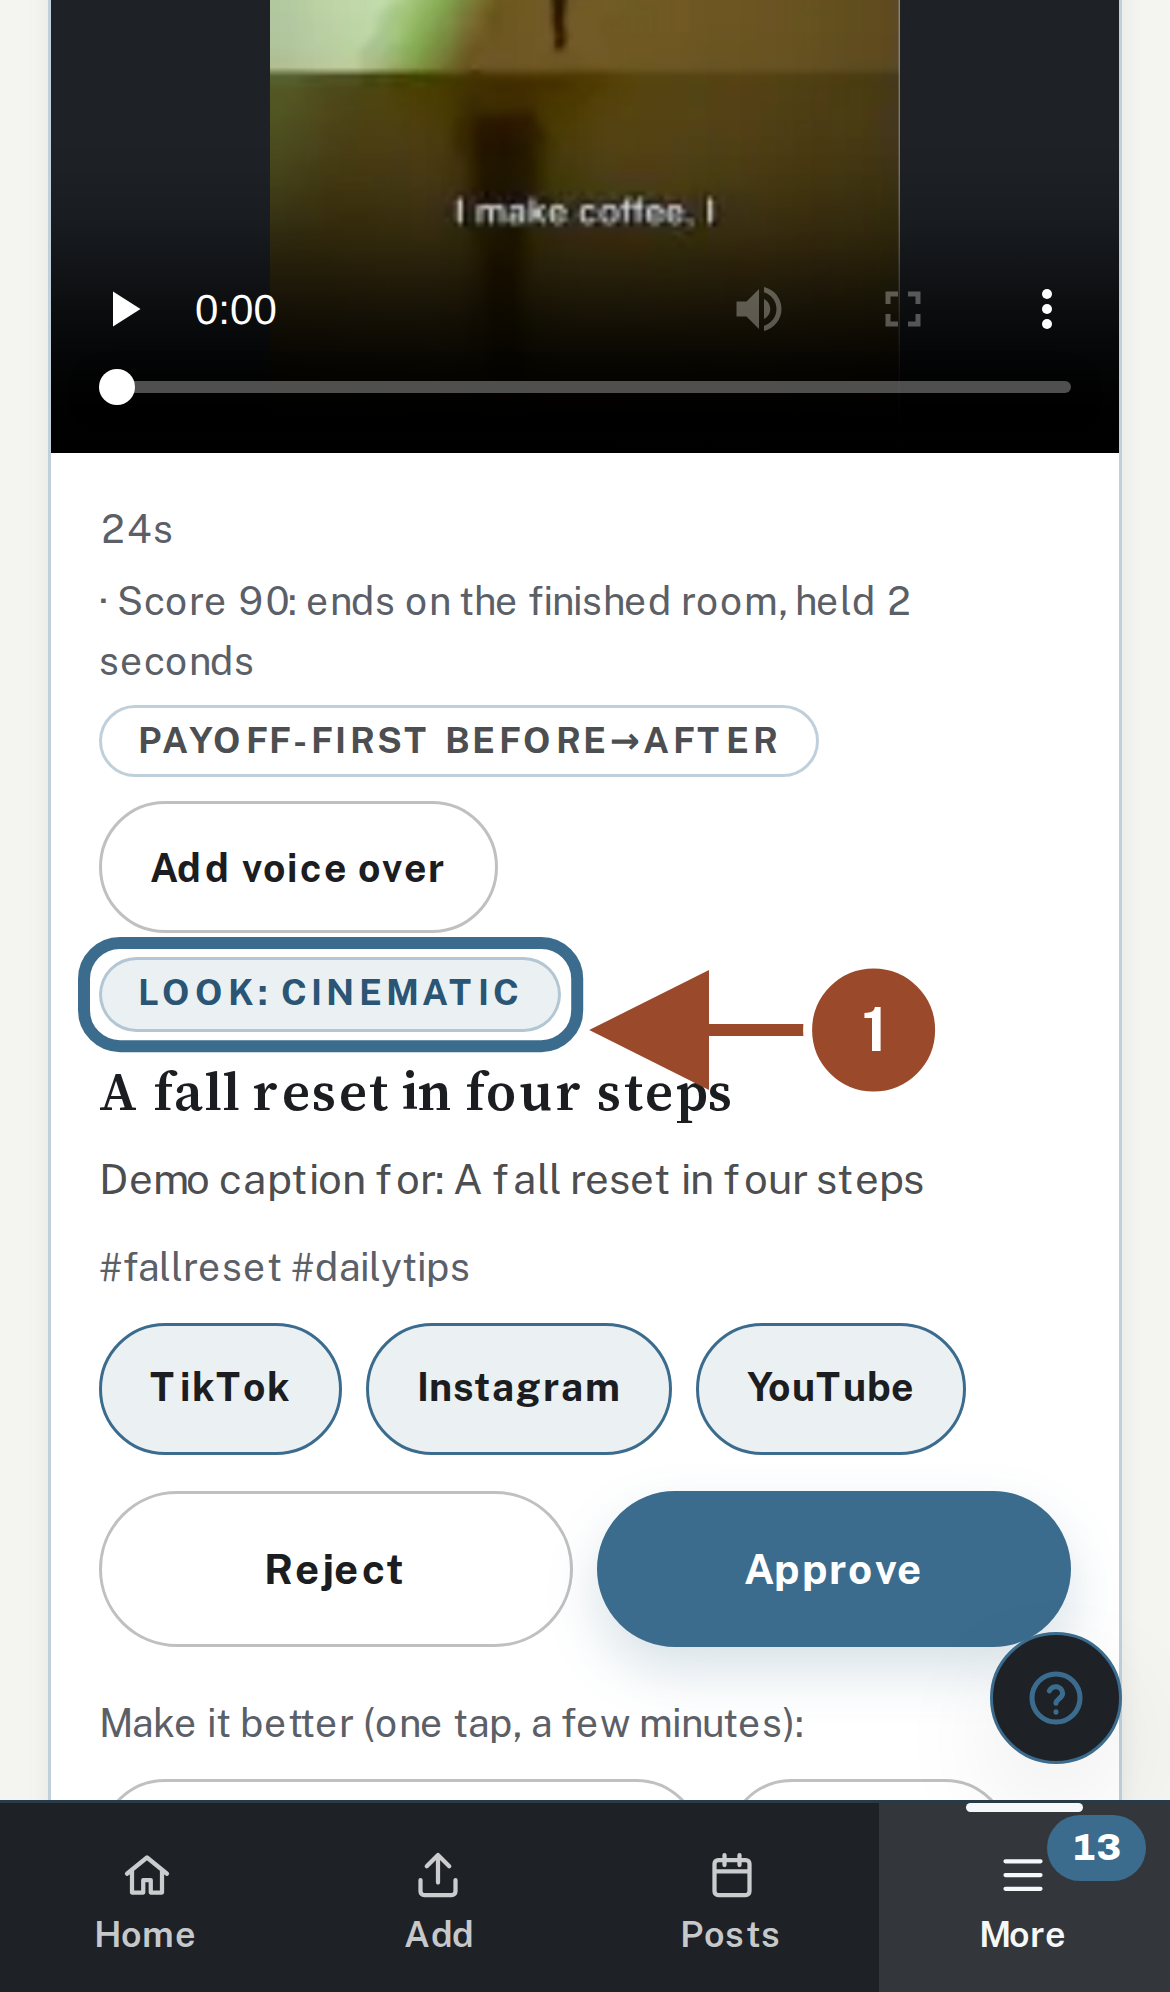 I make coffee, I
0:00
24s
· Score 90: ends on the finished room, held 2
seconds
PAYOFF-FIRST BEFORE→AFTER
Add voice over
LOOK: CINEMATIC
1
A fall reset in four steps
Demo caption for: A fall reset in four steps
#fallreset #dailytips
TikTok Instagram YouTube
Reject Approve
Make it better (one tap, a few minutes):
13
Home Add Posts More